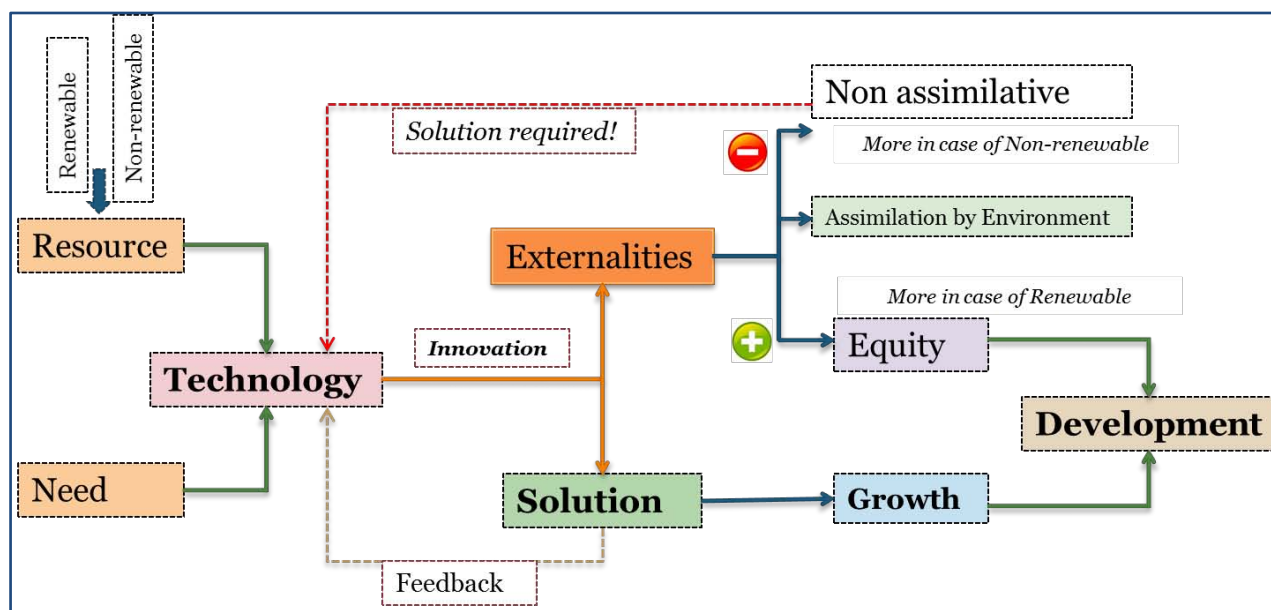 Renewable
Non-renewable
Non assimilative
Solution required!
More in case of Non-renewable
Resource
Assimilation by Environment
Externalities
More in case of Renewable
Innovation
Equity
Technology
Development
Need
Solution
Growth
Feedback